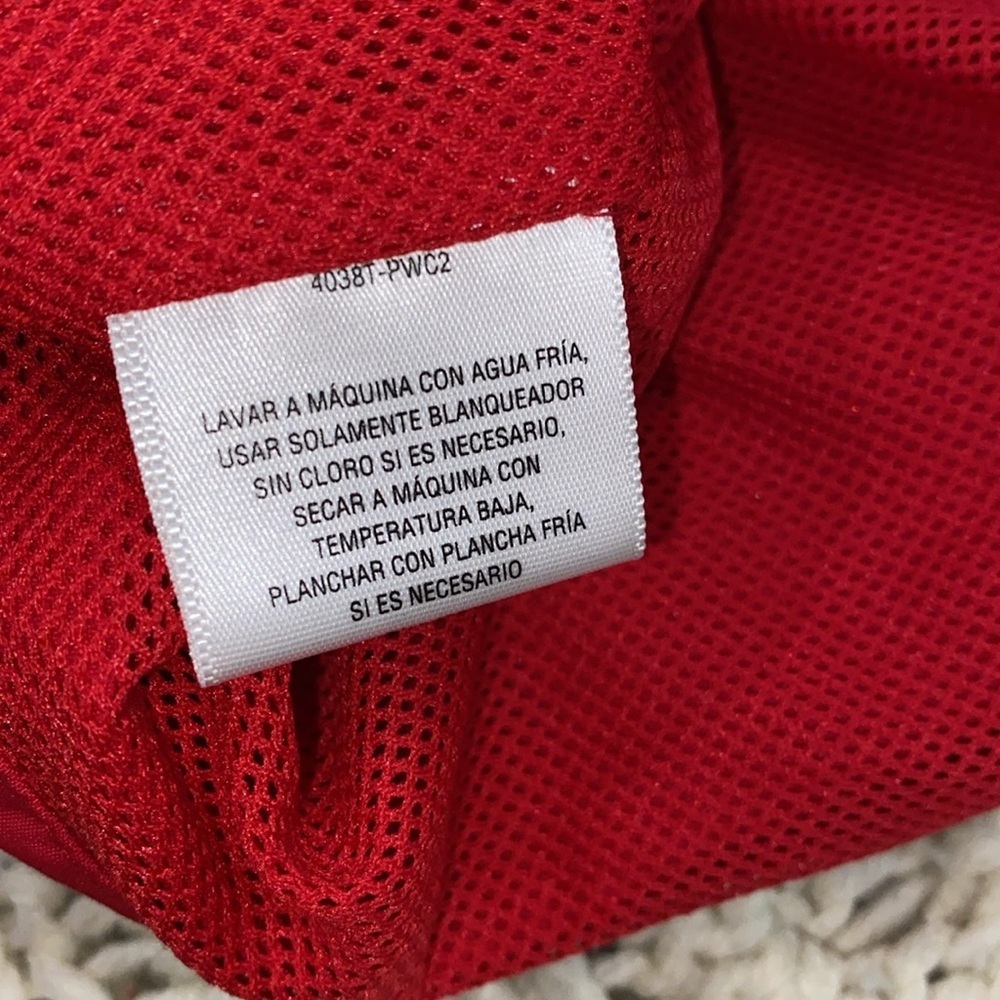 4038T-PWC2
LAVAR A MÁQUINA CON AGUA FRÍA,
USAR SOLAMENTE BLANQUEADOR
SIN CLORO SI ES NECESARIO,
SECAR A MÁQUINA CON
TEMPERATURA BAJA,
PLANCHAR CON PLANCHA FRÍA
SI ES NECESARIO